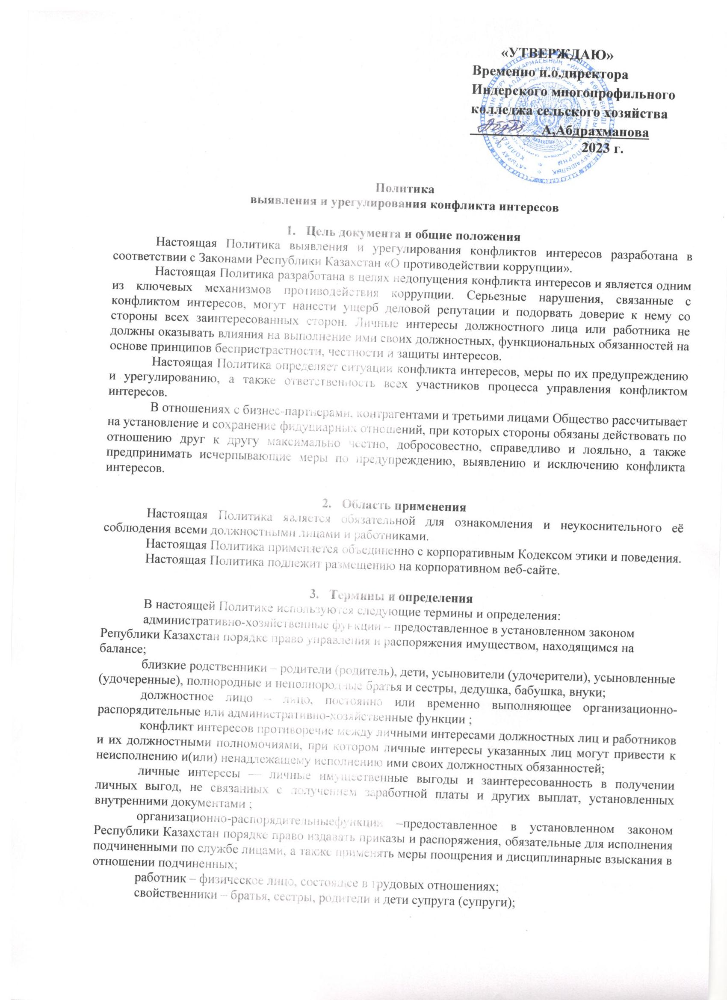 «УТВЕРЖДАЮ»
Временно и.о.директора
Индерского многопрофильного
колледжа сельского хозяйства
А,Абдрахманова
2023 г.
Политика
выявления и урегулирования конфликта интересов
1. Цель документа и общие положения
Настоящая Политика выявления и урегулирования конфликтов интересов разработана в
соответствии с Законами Республики Казахстан «О противодействии коррупции».
Настоящая Политика разработана в целях недопущения конфликта интересов и является одним
из ключевых механизмов противодействия коррупции. Серьезные нарушения, связанные с
конфликтом интересов, могут нанести ущерб деловой репутации и подорвать доверие к нему со
стороны всех заинтересованных сторон. Личные интересы должностного лица или работника не
должны оказывать влияния на выполнение ими своих должностных, функциональных обязанностей на
основе принципов беспристрастности, честности и защиты интересов.
Настоящая Политика определяет ситуации конфликта интересов, меры по их предупреждению
и урегулированию, а также ответственность всех участников процесса управления конфликтом
интересов.
В отношениях с бизнес-партнерами, контрагентами и третьими лицами Общество рассчитывает
на установление и сохранение фидуциарных отношений, при которых стороны обязаны действовать по
отношению друг к другу максимально честно, добросовестно, справедливо и лояльно, а также
предпринимать исчерпывающие меры по предупреждению, выявлению и исключению конфликта
интересов.
2. Область применения
Настоящая Политика является обязательной для ознакомления и неукоснительного её
соблюдения всеми должностными лицами и работниками.
Настоящая Политика применяется объединенно с корпоративным Кодексом этики и поведения.
Настоящая Политика подлежит размещению на корпоративном веб-сайте.
3. Термины и определения
В настоящей Политике используются следующие термины и определения:
административно-хозяйственные функции – предоставленное в установленном законом
Републики Казахстан порядке право управления и распоряжения имуществом, находящимся на
балансе;
близкие родственники – родители (родитель), дети, усыновители (удочерители), усыновленные
(удочеренные), полнородные и неполнородные братья и сестры, дедушка, бабушка, внуки;
должностное лицо – лицо, постоянно или временно выполняющее организационно-
распорядительные или административно-хозяйственные функции ;
конфликт интересов противоречие между личными интересами должностных лиц и работников
и их должностными полномочиями, при котором личные интересы указанных лиц могут привести к
неисполнению и(или) ненадлежащему исполнению ими своих должностных обязанностей;
личные интересы — личные имущественные выгоды и заинтересованность в получении
личных выгод, не связанных с получением заработной платы и других выплат, установленных
внутренними документами ;
организационно-распорядительныефункции –предоставленное в установленном законом
Республики Казахстан порядке право издавать приказы и распоряжения, обязательные для исполнения
подчиненными по службе лицами, а также применять меры поощрения и дисциплинарные взыскания в
отношении подчиненных;
работник – физическое лицо, состоящее в трудовых отношениях;
свойственники – братья, сестры, родители и дети супруга (супруги);